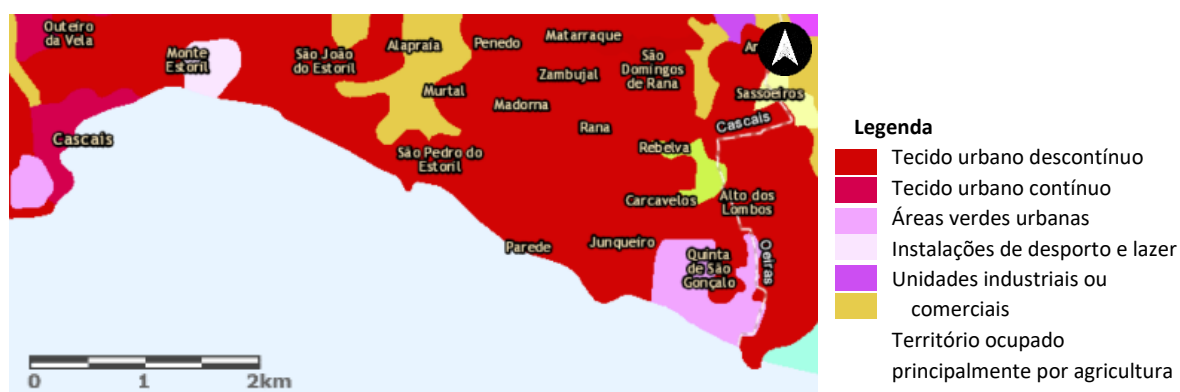 Outeiro
da Vela
Monte
Estoril
São João
do Estoril
Alapraia
Penedo
Matarraque
São
Domingos
de Rana
Zambujal
Murtal
Madorna
Sassoeiros
Cascais
Rana
Cascais
Rebelva
São Pedro do
Estoril
Carcavelos
Alto dos
Lombos
Parede
Junqueiro
Quinta
de São
Gonçalo
Oeiras
0 1 2km
Legenda
Tecido urbano descontínuo
Tecido urbano contínuo
Áreas verdes urbanas
Instalações de desporto e lazer
Unidades industriais ou
comerciais
Território ocupado
principalmente por agricultura